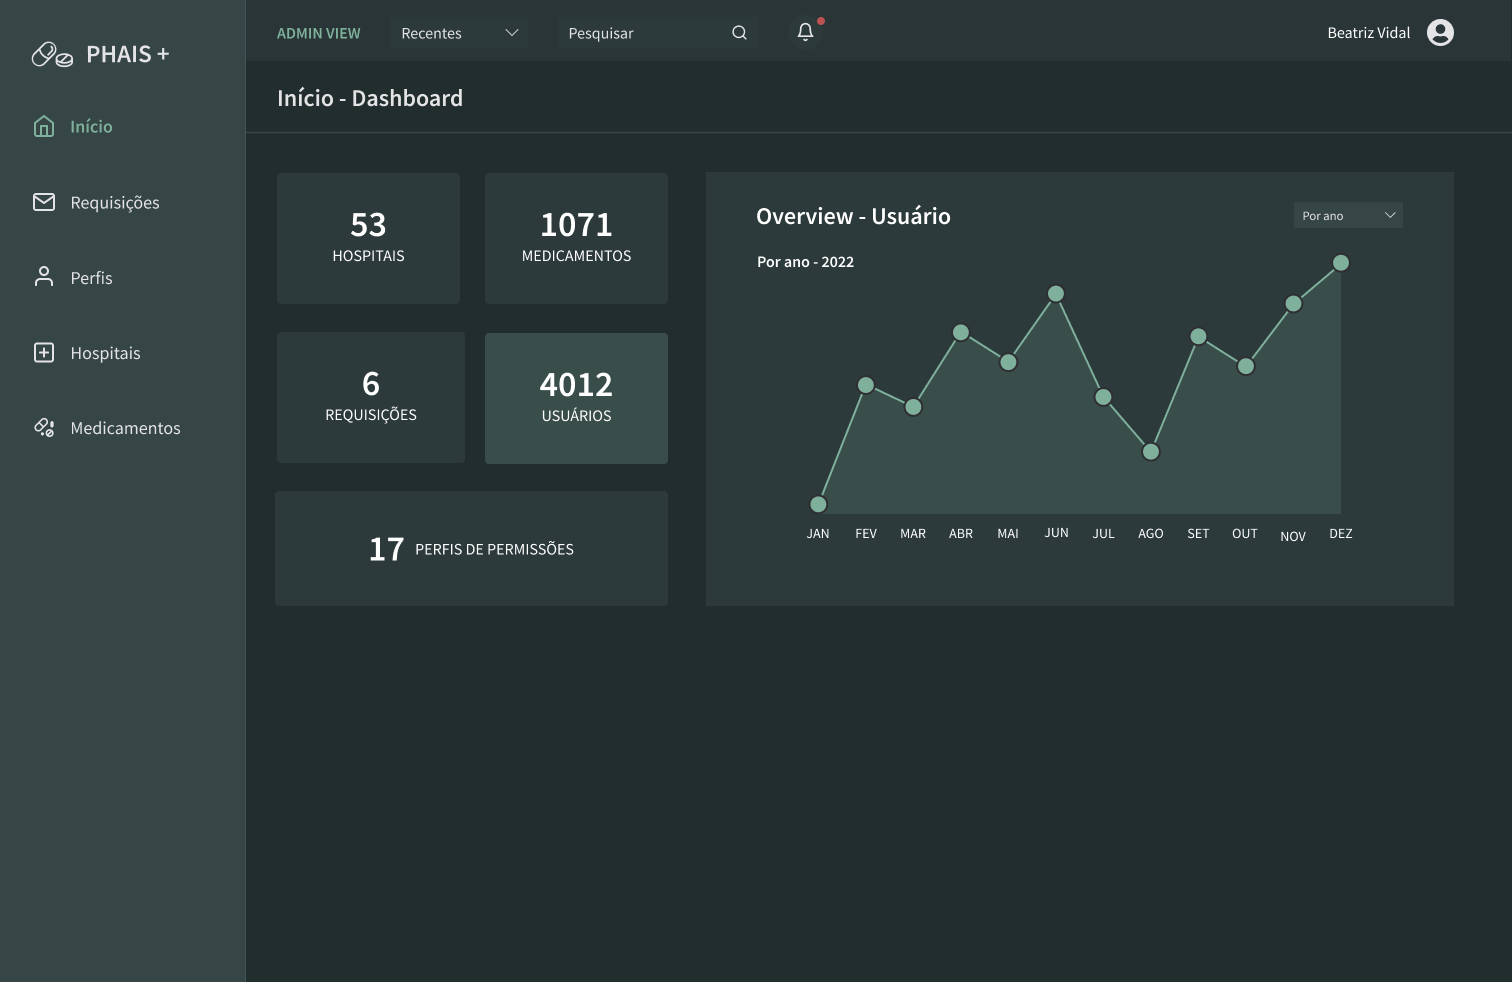 PHAIS +
Início
Requisições
Perfis
Hospitais
Medicamentos
ADMIN VIEW
Recentes
Pesquisar
Beatriz Vidal
Início - Dashboard
53
HOSPITAIS
1071
MEDICAMENTOS
6
REQUISIÇÕES
4012
USUÁRIOS
17 PERFIS DE PERMISSÕES
Overview - Usuário
Por ano
Por ano - 2022
JAN FEV MAR ABR MAI JUN JUL AGO SET OUT NOV DEZ